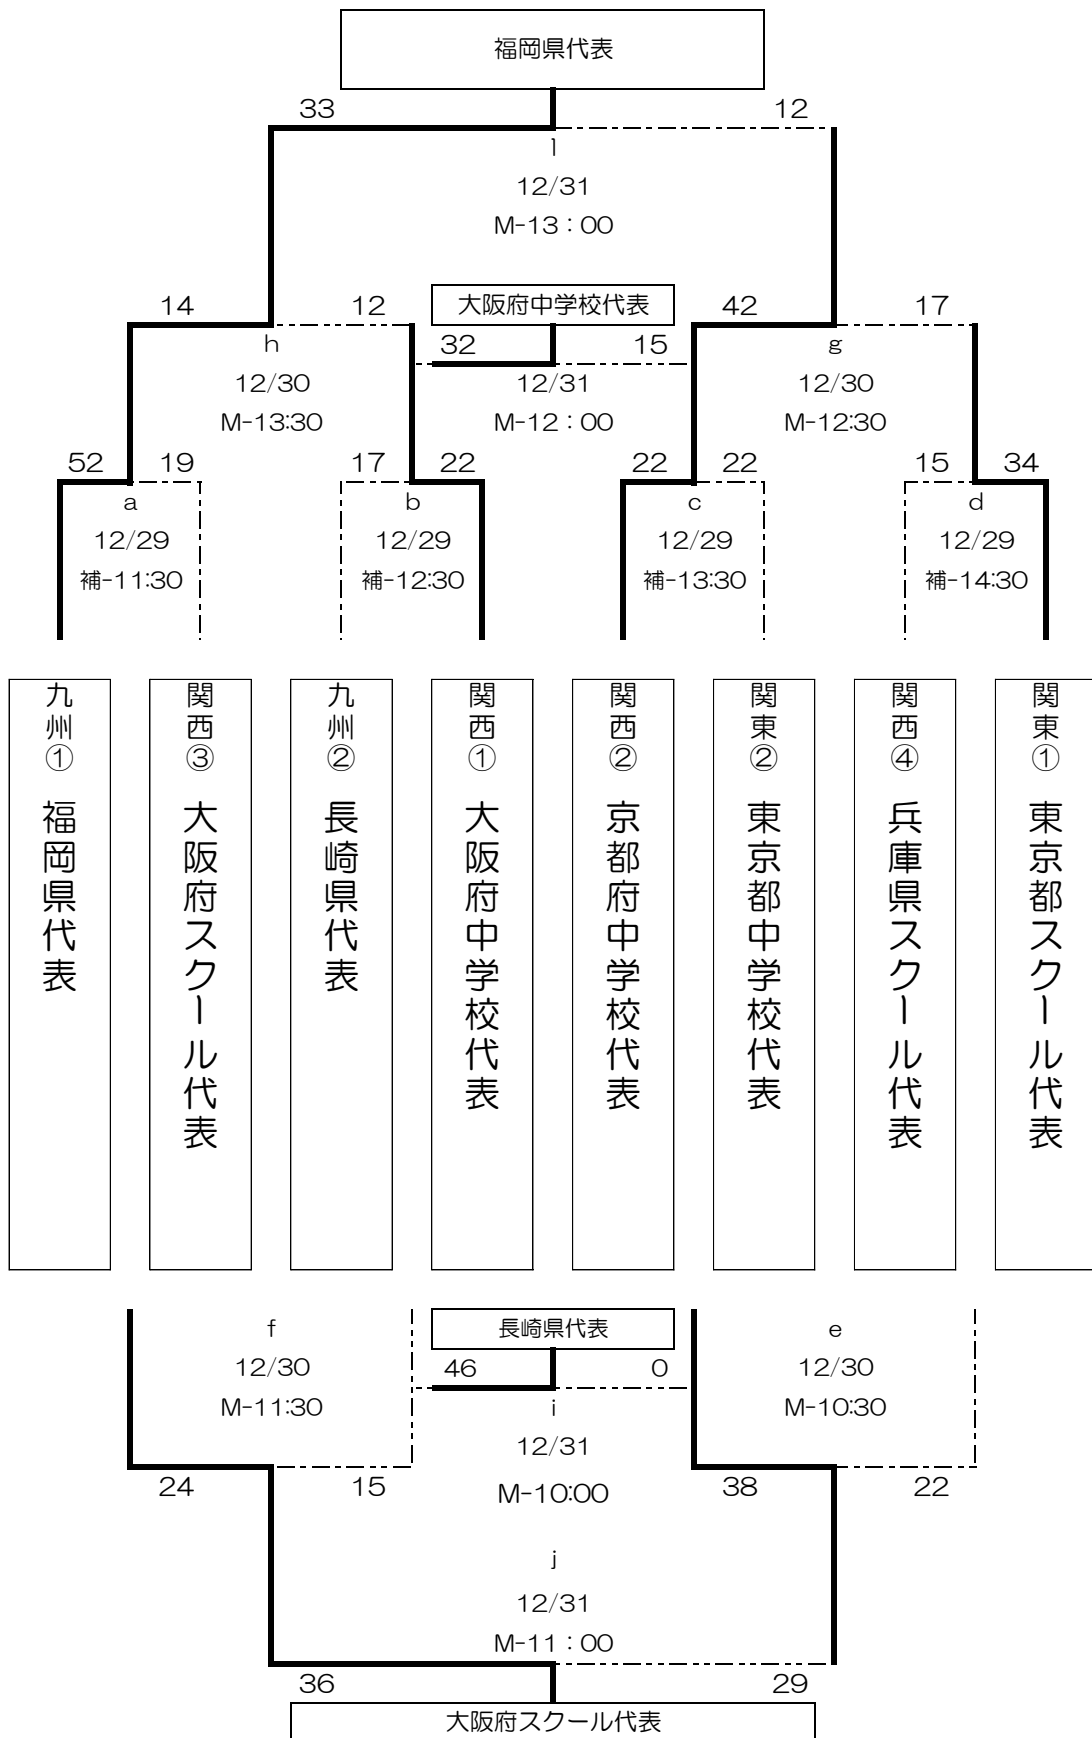 福岡県代表
33 12
l
12/31
M-13：00
14 12 大阪府中学校代表 42 17
32 15
h g
12/30 12/31 12/30
M-13:30 M-12：00 M-12:30
52 19 17 22 22 22 15 34
a b c d
12/29 12/29 12/29 12/29
補-11:30 補-12:30 補-13:30 補-14:30
九州① 福岡県代表
関西③ 大阪府スクール代表
九州② 長崎県代表
関西① 大阪府中学校代表
関西② 京都府中学校代表
関東② 東京都中学校代表
関西④ 兵庫県スクール代表
関東① 東京都スクール代表
f 長崎県代表 e
12/30 46 0 12/30
M-11:30 i M-10:30
12/31
24 15 M-10:00 38 22
j
12/31
M-11：00
36 29
大阪府スクール代表